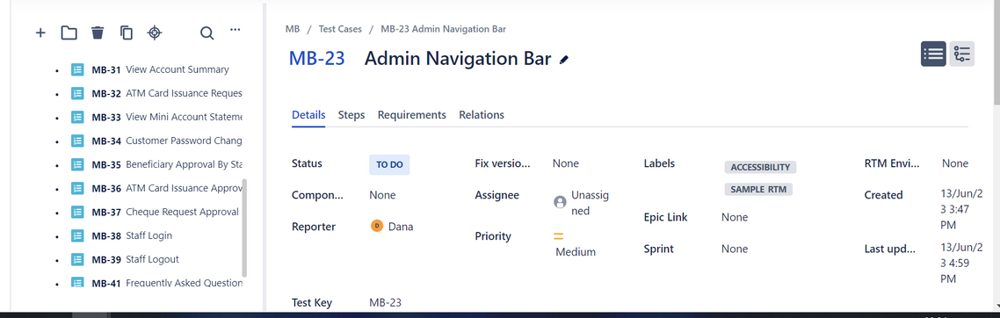 MB-31 View Account Summary
MB-32 ATM Card Issuance Reques
MB-33 View Mini Account Stateme
MB-34 Customer Password Chang
MB-35 Beneficiary Approval By Sta
MB-36 ATM Card Issuance Approv
MB-37 Cheque Request Approval
MB-38 Staff Login
MB-39 Staff Logout
MB-41 Frequently Asked Question
MB / Test Cases / MB-23 Admin Navigation Bar
MB-23 Admin Navigation Bar
Details Steps Requirements Relations
Status TO DO
Compon... None
Reporter D Dana
Test Key MB-23
Fix versio... None
Assignee Unassig
ned
Priority Medium
Labels ACCESSIBILITY
SAMPLE RTM
Epic Link None
Sprint None
RTM Envi... None
Created 13/Jun/2
3 3:47
PM
Last upd... 13/Jun/2
3 4:59
PM